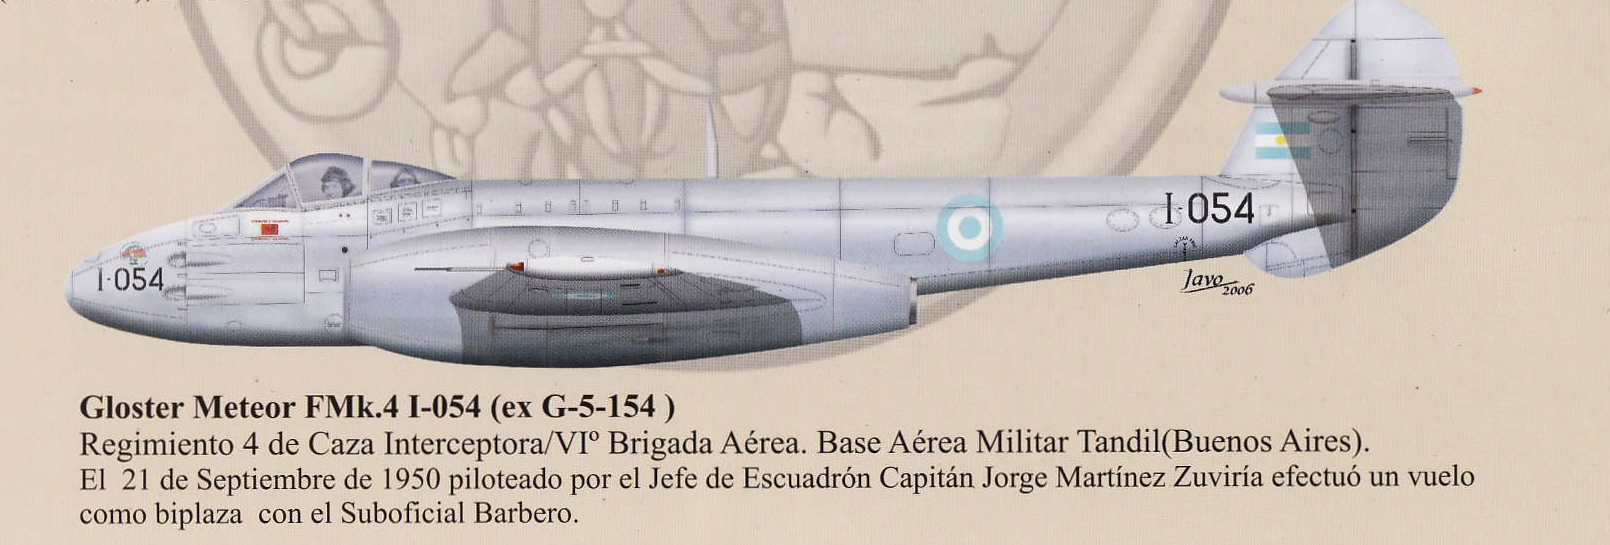 I-054
I-054
Javo
2006
Gloster Meteor FMk.4 I-054 (ex G-5-154 )
Regimiento 4 de Caza Interceptora/VIº Brigada Aérea. Base Aérea Militar Tandil(Buenos Aires).
El 21 de Septiembre de 1950 piloteado por el Jefe de Escuadrón Capitán Jorge Martínez Zuviría efectuó un vuelo
como biplaza con el Suboficial Barbero.